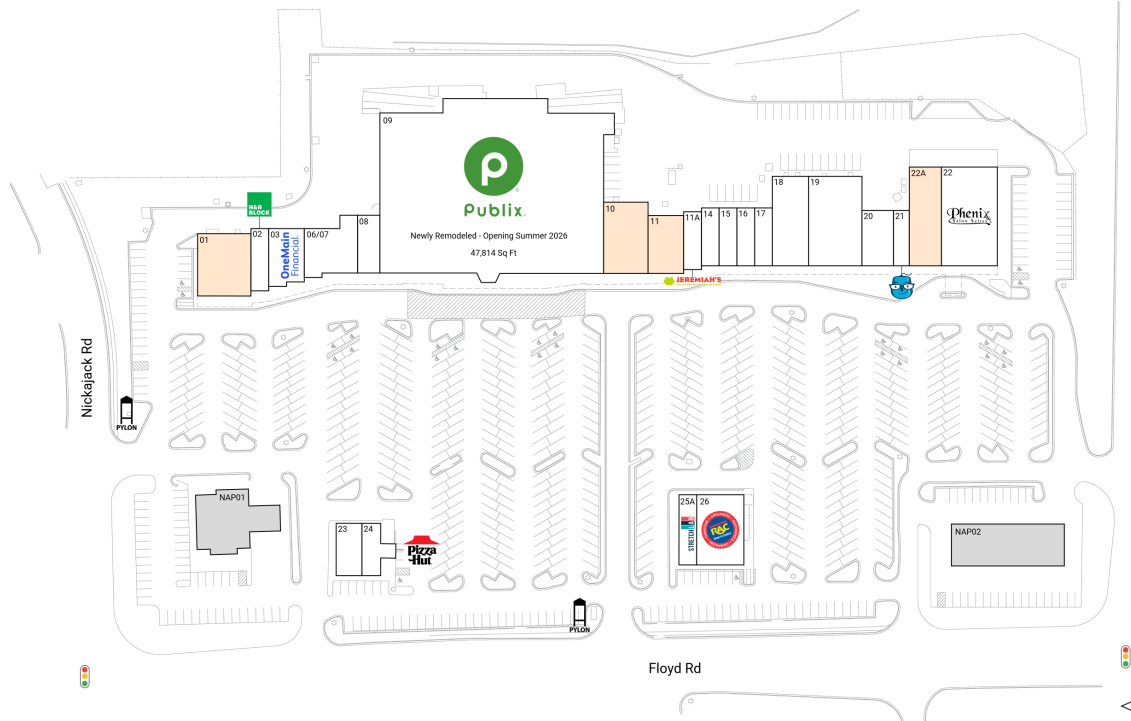 09
Publix.
Newly Remodeled - Opening Summer 2026
47,814 Sq Ft
H&R
BLOCK
01
02
03
OneMain
Financial.
06/07
08
10
11
11A
14
15
16
17
18
19
20
21
22A
22
Phenix
Salon Suites
JEREMIAH'S
Nickajack Rd
PYLON
NAP01
23
24
Pizza
Hut
25A
26
STRETCH
RAC
NAP02
PYLON
Floyd Rd